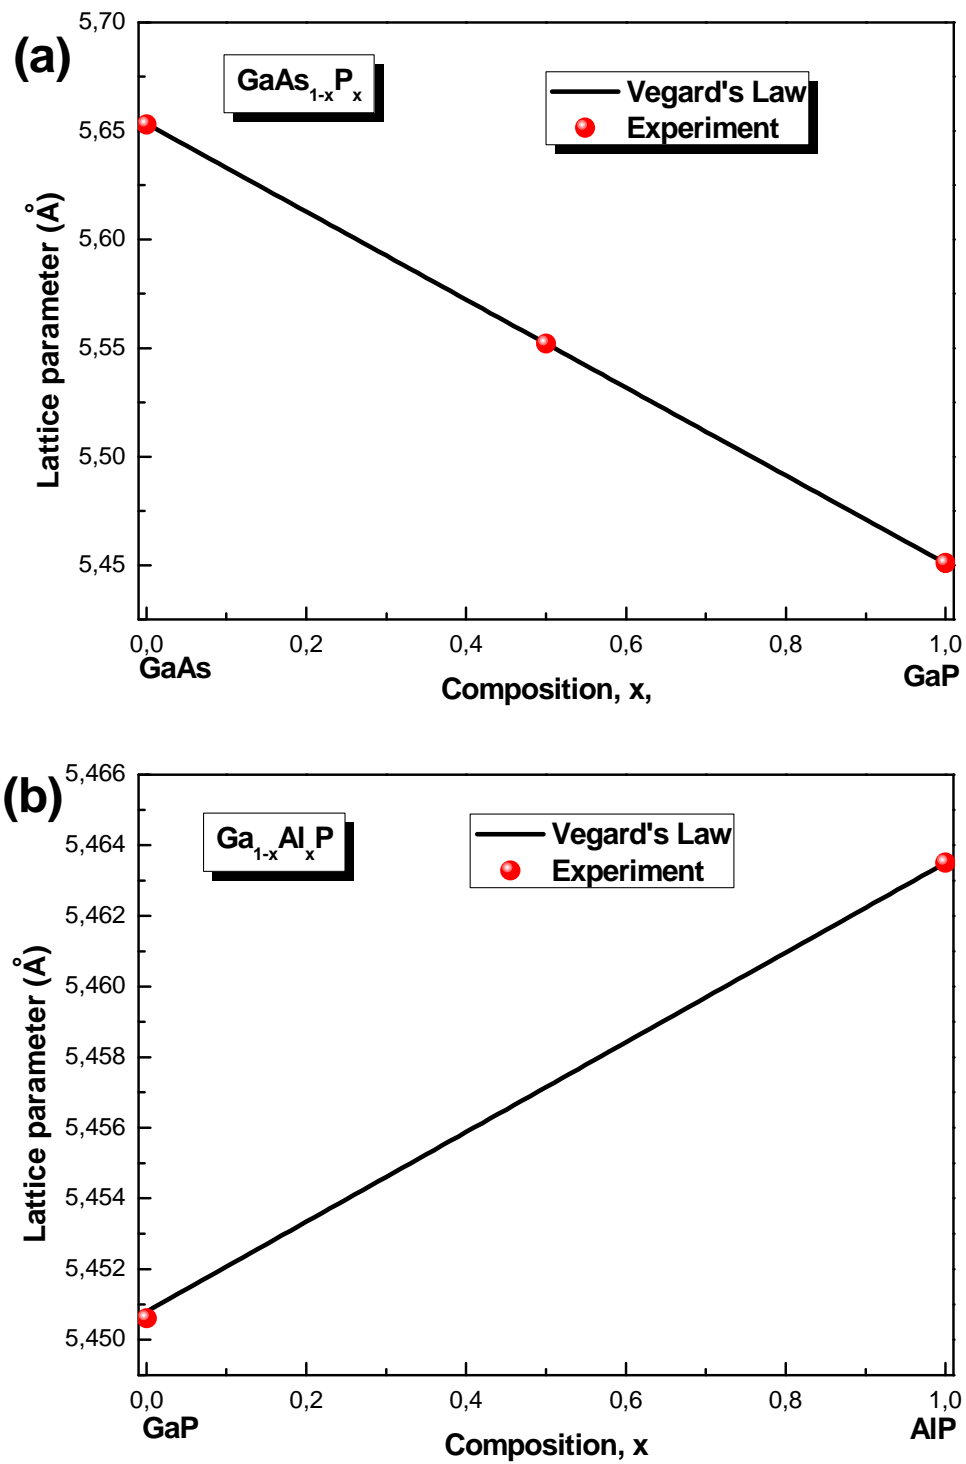 (a)
GaAs1-xPx
Vegard's Law
Experiment
5,70
5,65
5,60
5,55
5,50
5,45
Lattice parameter (Å)
0,0 0,2 0,4 0,6 0,8 1,0
GaAs GaP
Composition, x,
(b)
Ga1-xAlxP
Vegard's Law
Experiment
5,466
5,464
5,462
5,460
5,458
5,456
5,454
5,452
5,450
Lattice parameter (Å)
0,0 0,2 0,4 0,6 0,8 1,0
GaP AlP
Composition, x